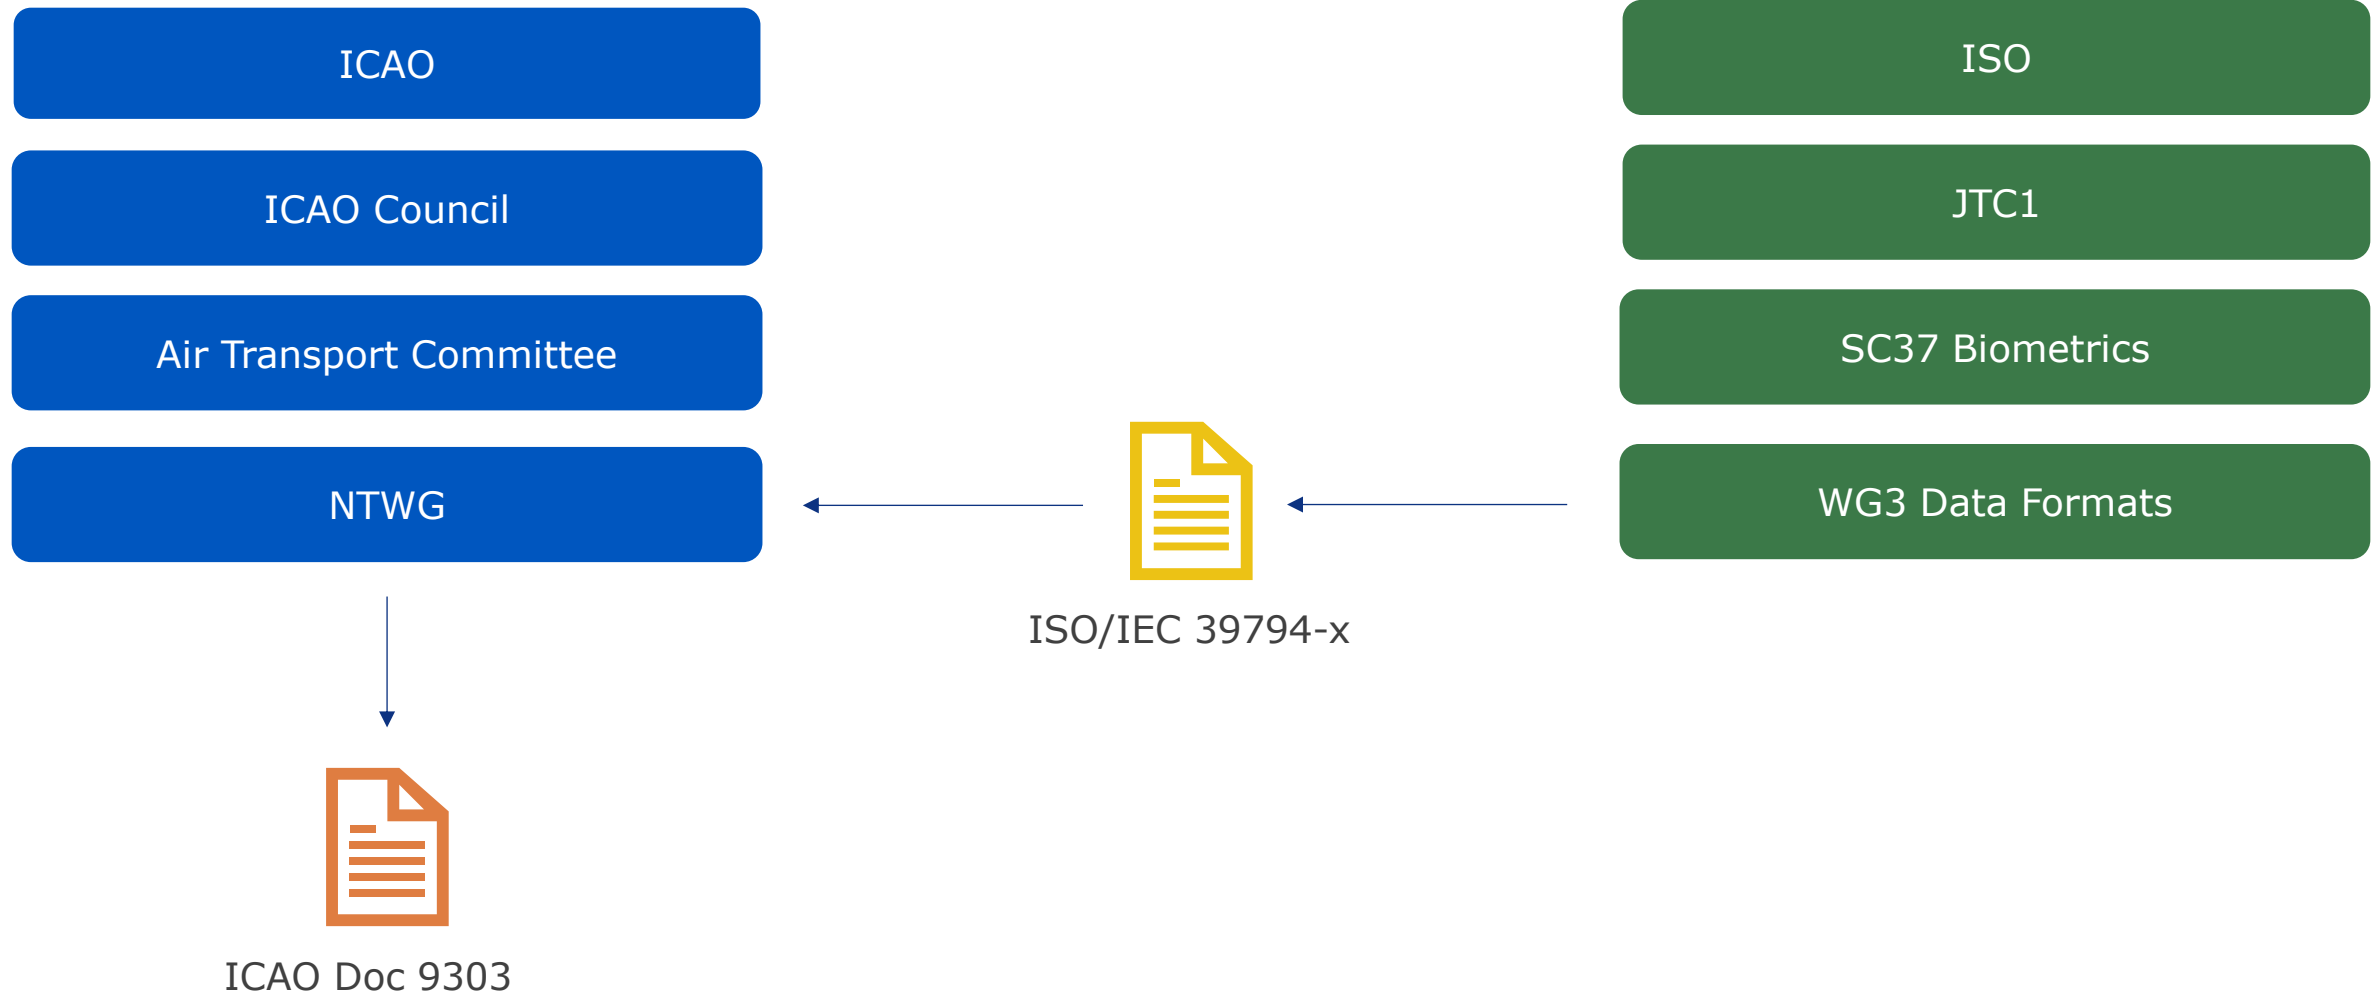 ICAO
ICAO Council
Air Transport Committee
NTWG
ICAO Doc 9303
ISO/IEC 39794-x
ISO
JTC1
SC37 Biometrics
WG3 Data Formats